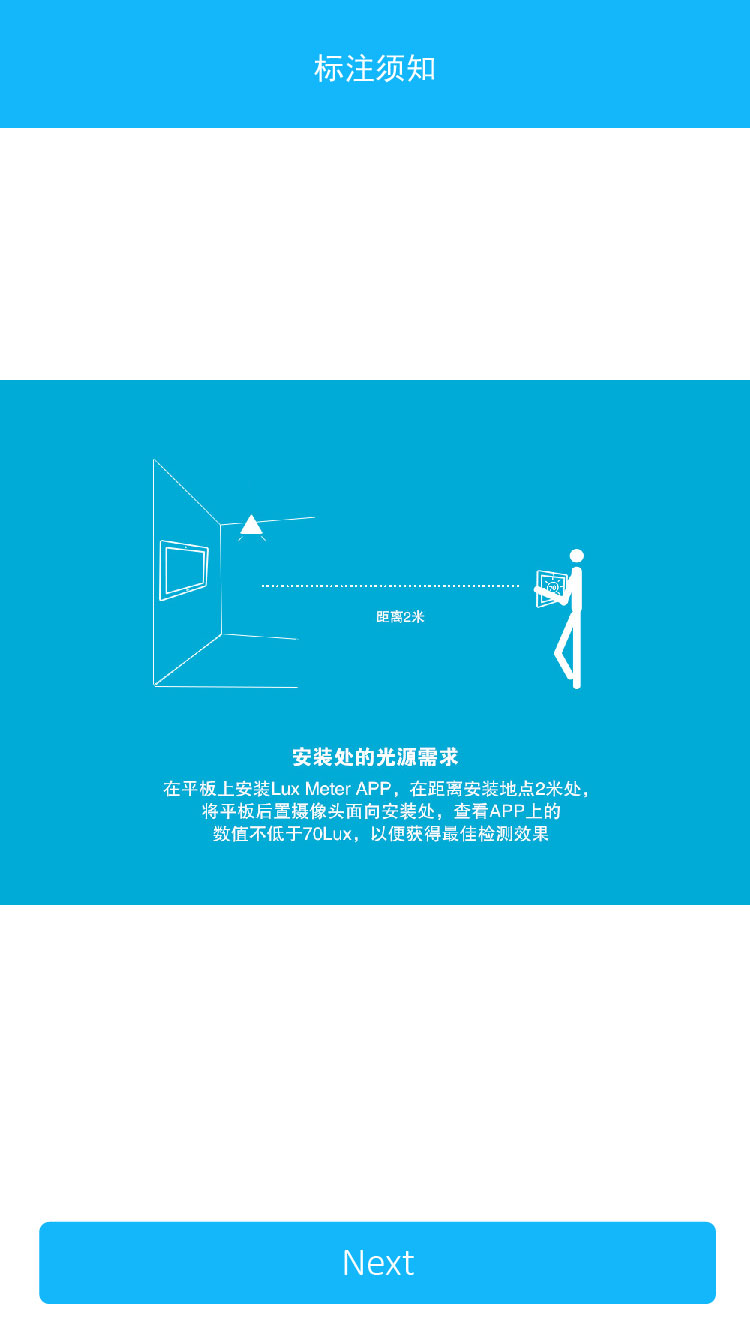 标注须知
距离2米
安装处的光源需求
在平板上安装Lux Meter APP，在距离安装地点2米处，
将平板后置摄像头面向安装处，查看APP上的
数值不低于70Lux，以便获得最佳检测效果
Next